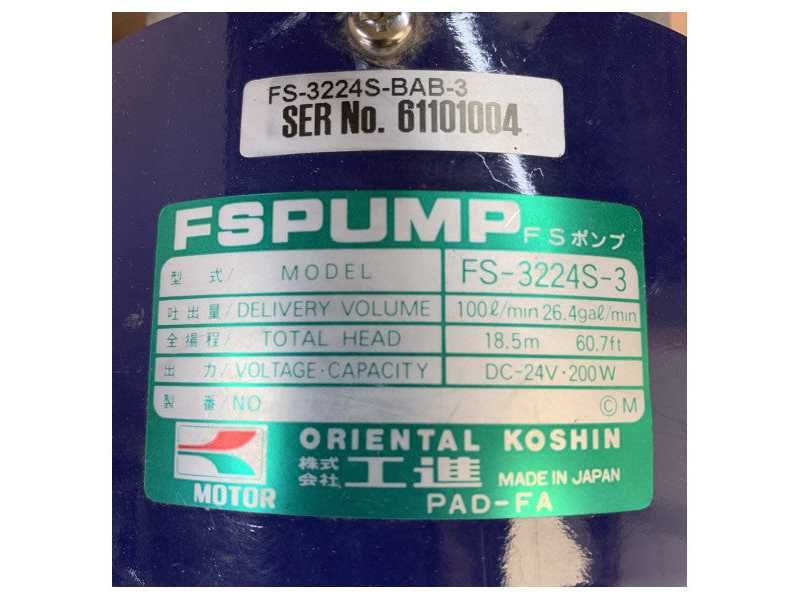 FS-3224S-BAB-3
SER No. 61101004
FSPUMP FSポンプ
型式/MODEL FS-3224S-3
吐出量/DELIVERY VOLUME 100ℓ/min 26.4gal/min
全揚程/TOTAL HEAD 18.5m 60.7ft
出力/VOLTAGE·CAPACITY DC-24V·200W
製番/NO ⒸM
ORIENTAL KOSHIN
株式会社 工進 MADE IN JAPAN
MOTOR PAD-FA